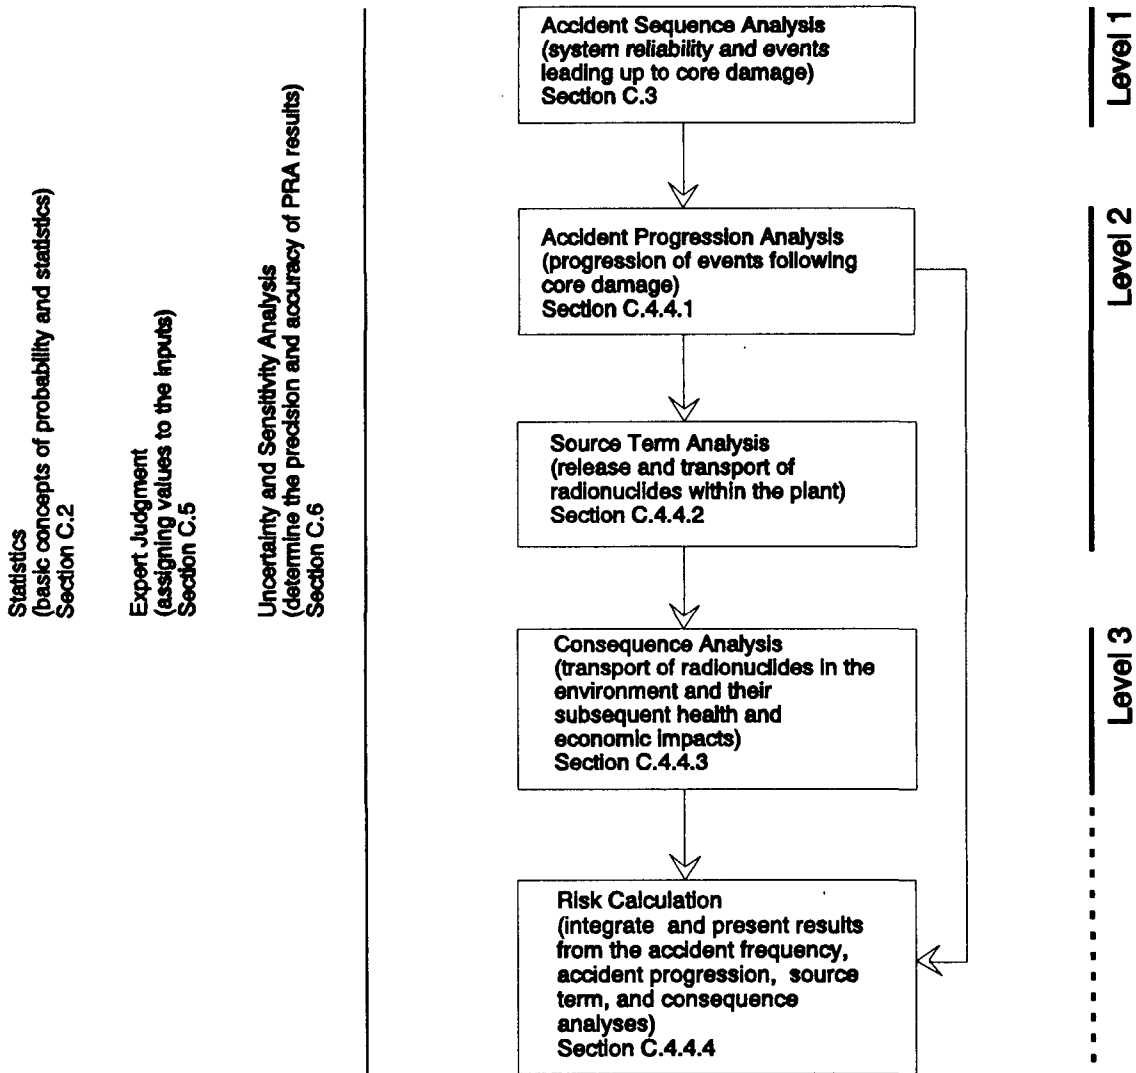 Statistics
(basic concepts of probability and statistics)
Section C.2
Expert Judgment
(assigning values to the inputs)
Section C.5
Uncertainty and Sensitivity Analysis
(determine the precision and accuracy of PRA results)
Section C.6
Accident Sequence Analysis
(system reliability and events
leading up to core damage)
Section C.3
Level 1
Accident Progression Analysis
(progression of events following
core damage)
Section C.4.4.1
Level 2
Source Term Analysis
(release and transport of
radionuclides within the plant)
Section C.4.4.2
Consequence Analysis
(transport of radionuclides in the
environment and their
subsequent health and
economic impacts)
Section C.4.4.3
Level 3
Risk Calculation
(integrate and present results
from the accident frequency,
accident progression, source
term, and consequence
analyses)
Section C.4.4.4